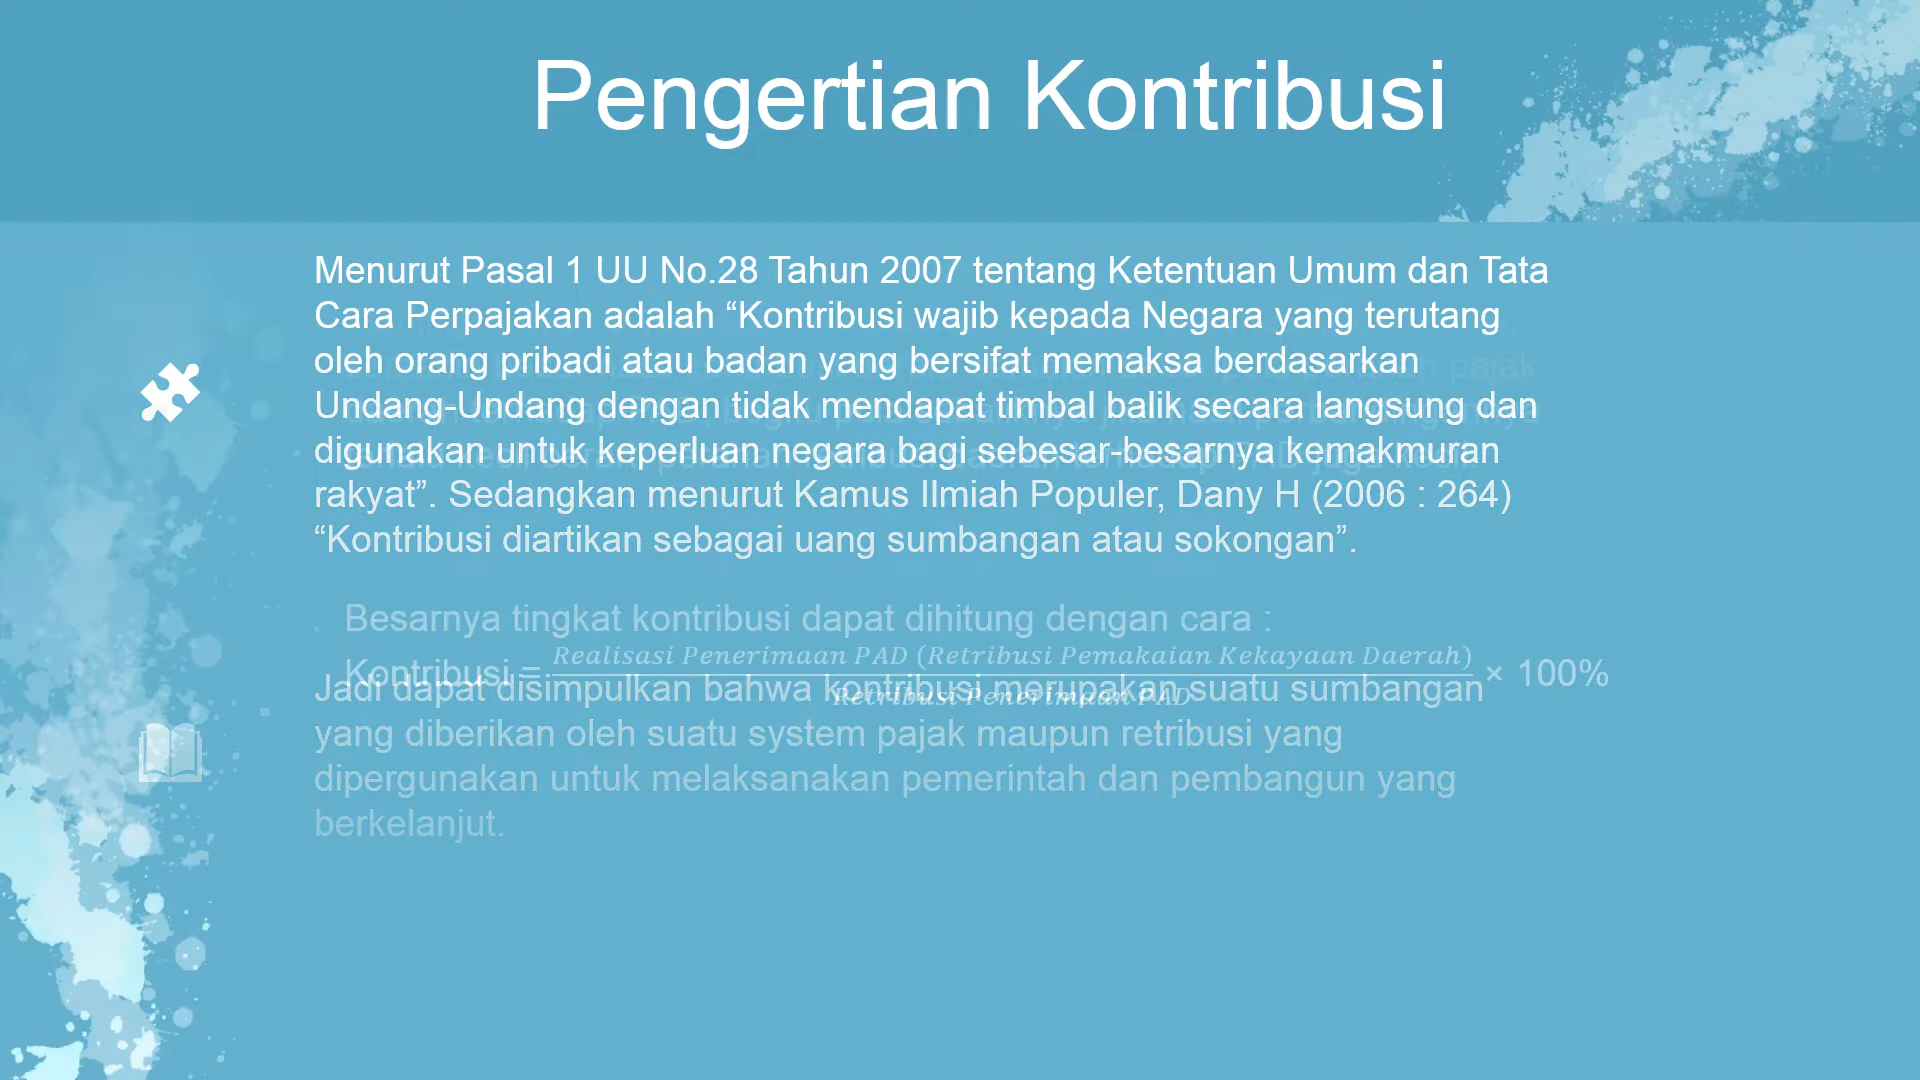 Pengertian Kontribusi
Menurut Pasal 1 UU No.28 Tahun 2007 tentang Ketentuan Umum dan Tata
Cara Perpajakan adalah “Kontribusi wajib kepada Negara yang terutang
oleh orang pribadi atau badan yang bersifat memaksa berdasarkan
Undang-Undang dengan tidak mendapat timbal balik secara langsung dan
digunakan untuk keperluan negara bagi sebesar-besarnya kemakmuran
rakyat”. Sedangkan menurut Kamus Ilmiah Populer, Dany H (2006 : 264)
“Kontribusi diartikan sebagai uang sumbangan atau sokongan”.
Besarnya tingkat kontribusi dapat dihitung dengan cara :
Realisasi Penerimaan PAD (Retribusi Pemakaian Kekayaan Daerah)
Kontribusi = × 100%
Retribusi Penerimaan PAD
Jadi dapat disimpulkan bahwa kontribusi merupakan suatu sumbangan
yang diberikan oleh suatu system pajak maupun retribusi yang
dipergunakan untuk melaksanakan pemerintah dan pembangun yang
berkelanjut.